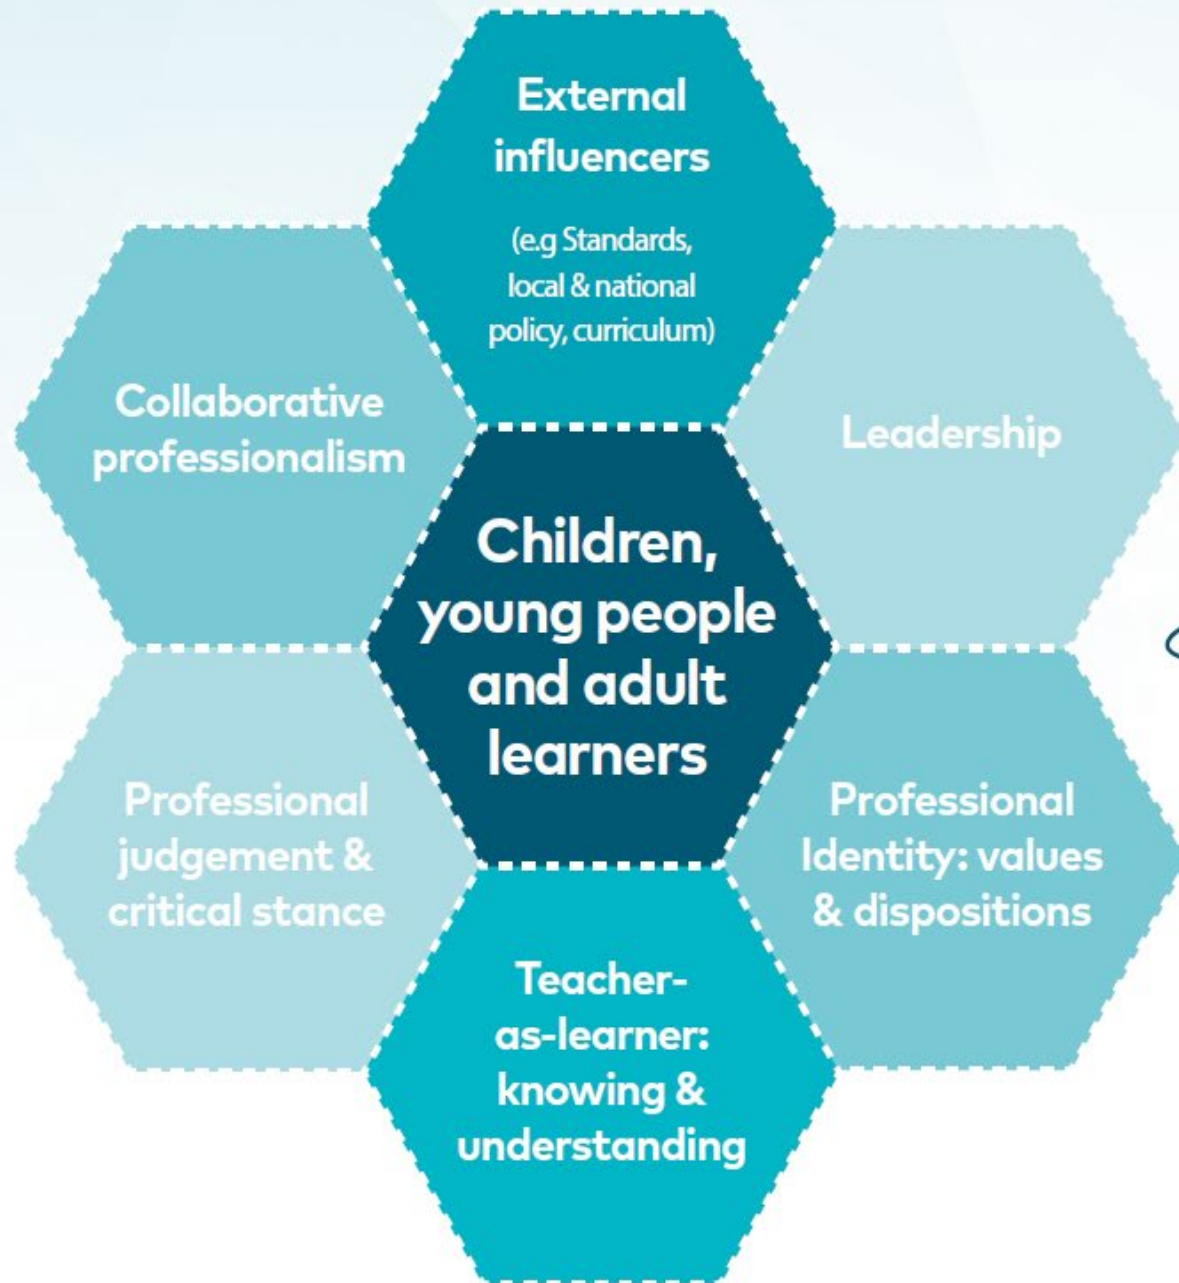 External
influencers
(e.g Standards,
local & national
policy, curriculum)
Collaborative
professionalism
Leadership
Children,
young people
and adult
learners
Professional
judgement &
critical stance
Professional
Identity: values
& dispositions
Teacher-
as-learner:
knowing &
understanding